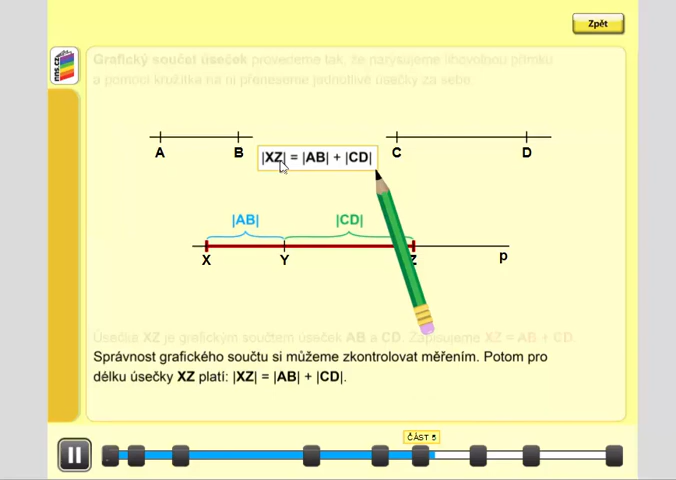 Zpět
nns.cz
Grafický součet úseček provedeme tak, že narýsujeme libovolnou přímku
a pomocí kružítka na ni přeneseme jednotlivé úsečky za sebe.
A B C D
|XZ| = |AB| + |CD|
|AB| |CD|
X Y Z p
Úsečka XZ je grafickým součtem úseček AB a CD. Zapisujeme XZ = AB + CD.
Správnost grafického součtu si můžeme zkontrolovat měřením. Potom pro
délku úsečky XZ platí: |XZ| = |AB| + |CD|.
ČÁST 5